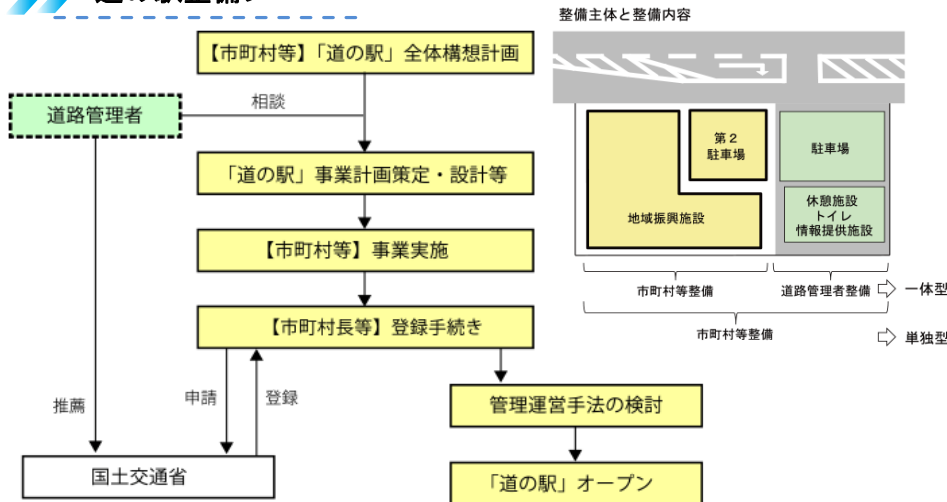 整備主体と整備内容
【市町村等】「道の駅」全体構想計画
道路管理者
相談
「道の駅」事業計画策定・設計等
【市町村等】事業実施
【市町村長等】登録手続き
推薦
申請
登録
国土交通省
管理運営手法の検討
「道の駅」オープン
第2
駐車場
駐車場
地域振興施設
休憩施設
トイレ
情報提供施設
市町村等整備
道路管理者整備
一体型
市町村等整備
単独型